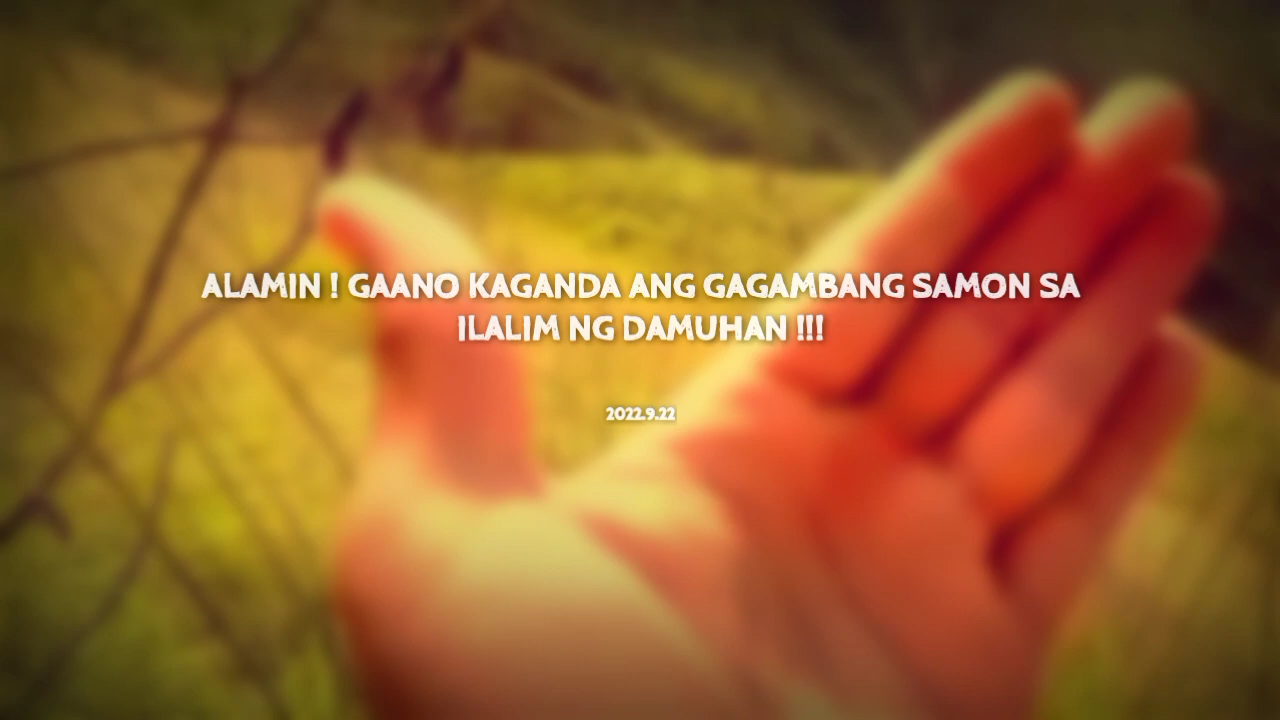 ALAMIN ! GAANO KAGANDA ANG GAGAMBANG SAMON SA
ILALIM NG DAMUHAN !!!
2022.9.22